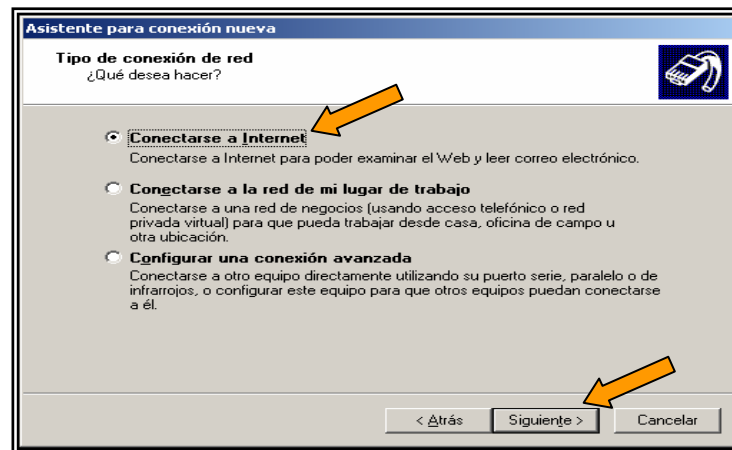 Asistente para conexión nueva
Tipo de conexión de red
¿Qué desea hacer?
Conectarse a Internet
Conectarse a Internet para poder examinar el Web y leer correo electrónico.
Conectarse a la red de mi lugar de trabajo
Conectarse a una red de negocios (usando acceso telefónico o red
privada virtual) para que pueda trabajar desde casa, oficina de campo u
otra ubicación.
Configurar una conexión avanzada
Conectarse a otro equipo directamente utilizando su puerto serie, paralelo o de
infrarrojos, o configurar este equipo para que otros equipos puedan conectarse
a él.
< Atrás Siguiente > Cancelar